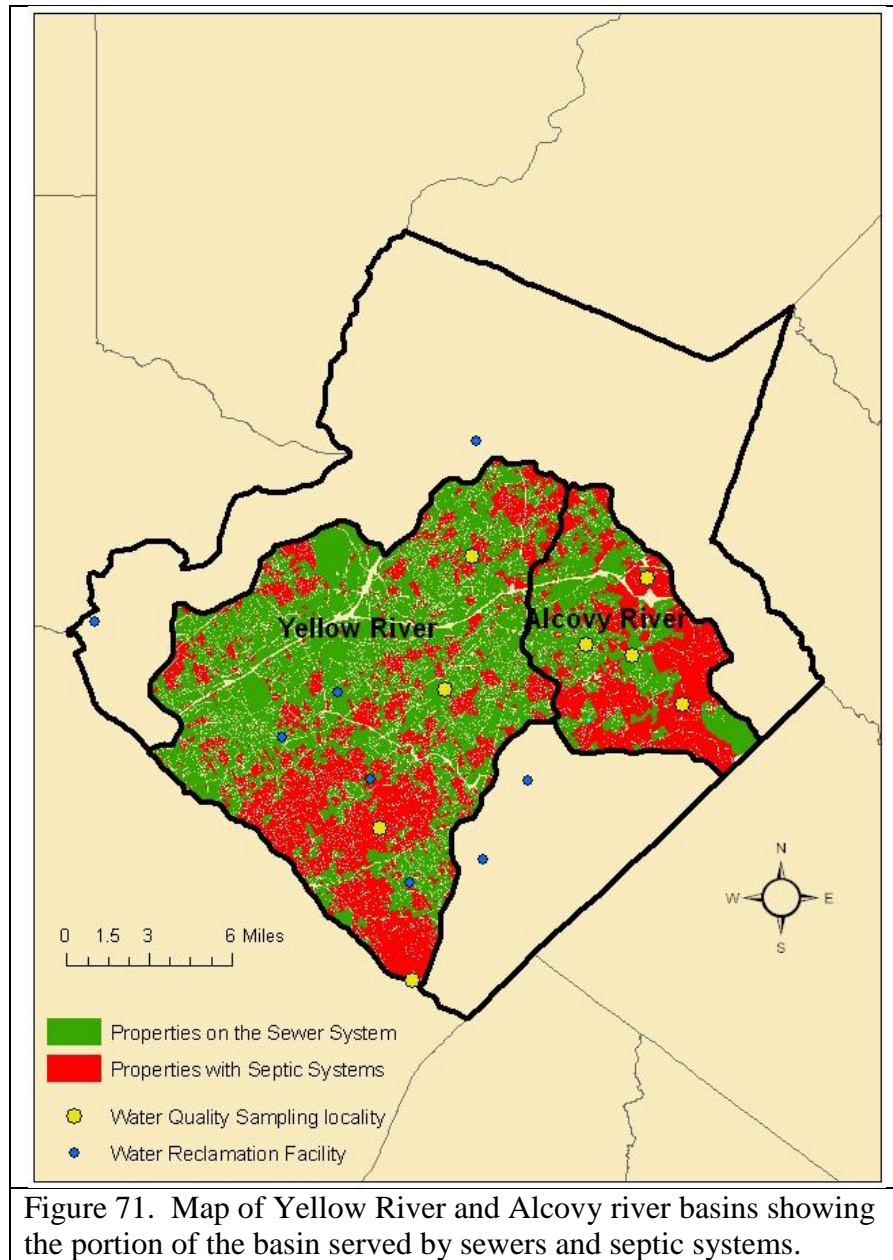 Yellow River
Alcovy River
N
W E
S
0 1.5 3 6 Miles
Properties on the Sewer System
Properties with Septic Systems
Water Quality Sampling locality
Water Reclamation Facility
Figure 71. Map of Yellow River and Alcovy river basins showing
the portion of the basin served by sewers and septic systems.